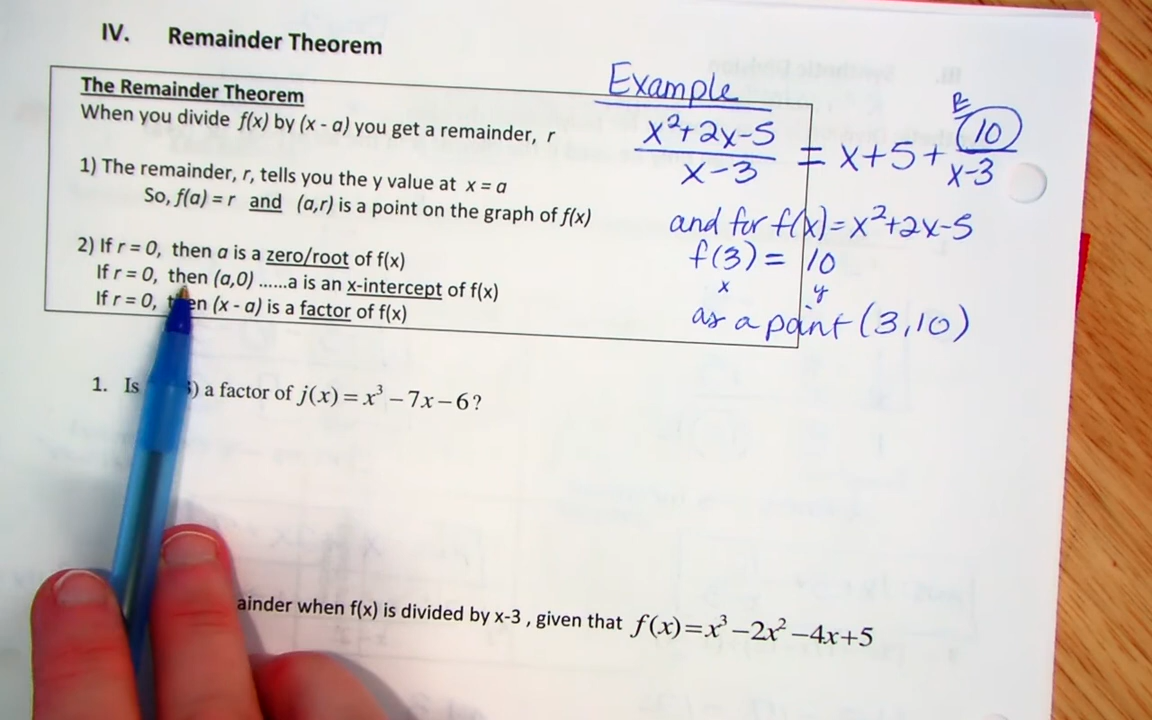 IV. Remainder Theorem
The Remainder Theorem
When you divide f(x) by (x - a) you get a remainder, r
1) The remainder, r, tells you the y value at x = a
So, f(a) = r and (a,r) is a point on the graph of f(x)
2) If r = 0, then a is a zero/root of f(x)
If r = 0, then (a,0) ......a is an x-intercept of f(x)
If r = 0, then (x - a) is a factor of f(x)
Example
x²+2x-5
x-3
= x+5+
R
10
x-3
and for f(x)=x²+2x-5
f(3) = 10
x y
as a point (3,10)
1. Is ) a factor of j(x) = x³ – 7x – 6?
when f(x) is divided by x-3 , given that f(x)=x³–2x²–4x+5